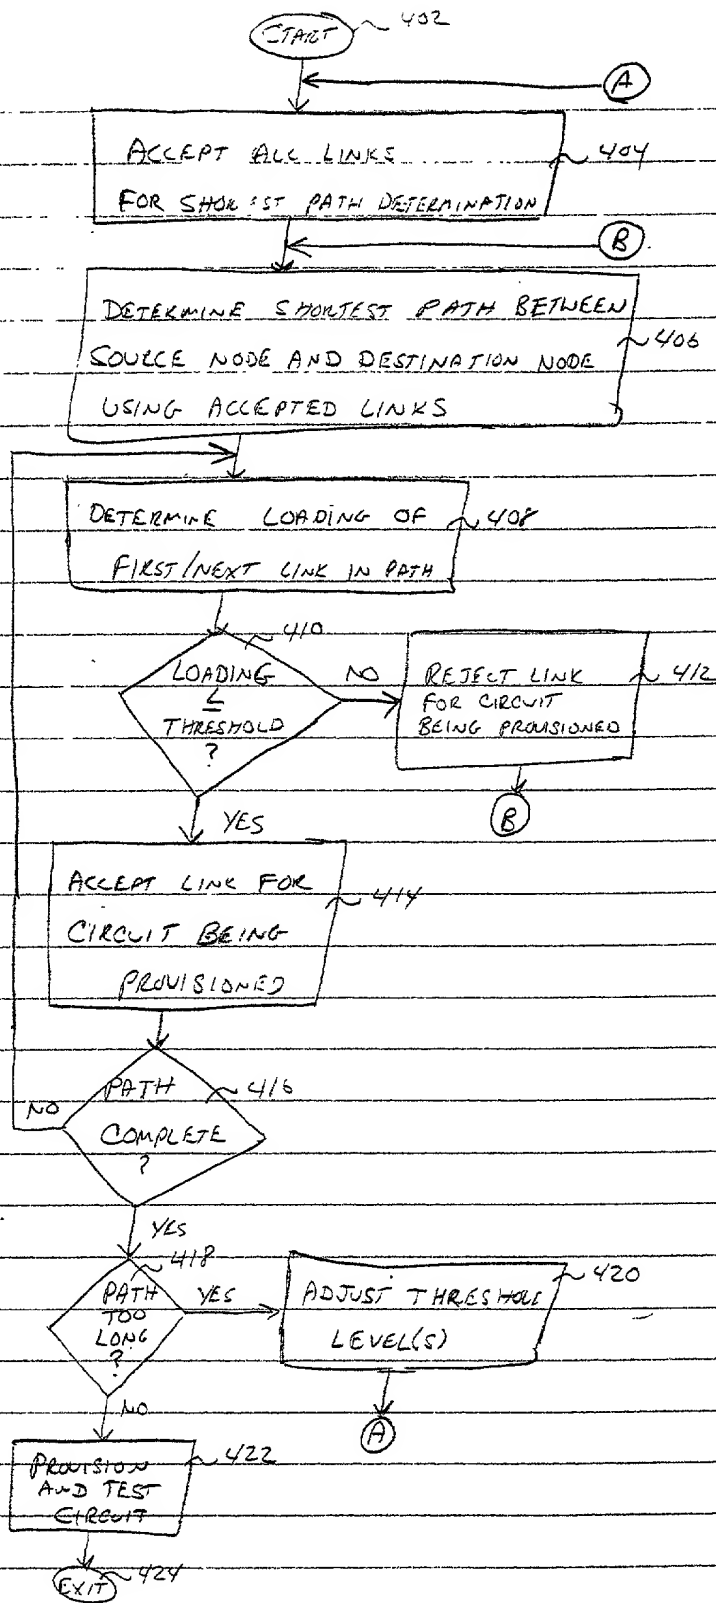 START 402
A
ACCEPT ALL LINKS
FOR SHORTEST PATH DETERMINATION
404
B
DETERMINE SHORTEST PATH BETWEEN
SOURCE NODE AND DESTINATION NODE
USING ACCEPTED LINKS
406
DETERMINE LOADING OF
FIRST/NEXT LINK IN PATH
408
410
LOADING
≤
THRESHOLD
?
NO
REJECT LINK
FOR CIRCUIT
BEING PROVISIONED
412
B
YES
ACCEPT LINK FOR
CIRCUIT BEING
PROVISIONED
414
PATH
COMPLETE
?
416
NO
YES
418
PATH
TOO
LONG
?
YES
ADJUST THRESHOLD
LEVEL(S)
420
A
NO
PROVISION
AND TEST
CIRCUIT
422
EXIT 424